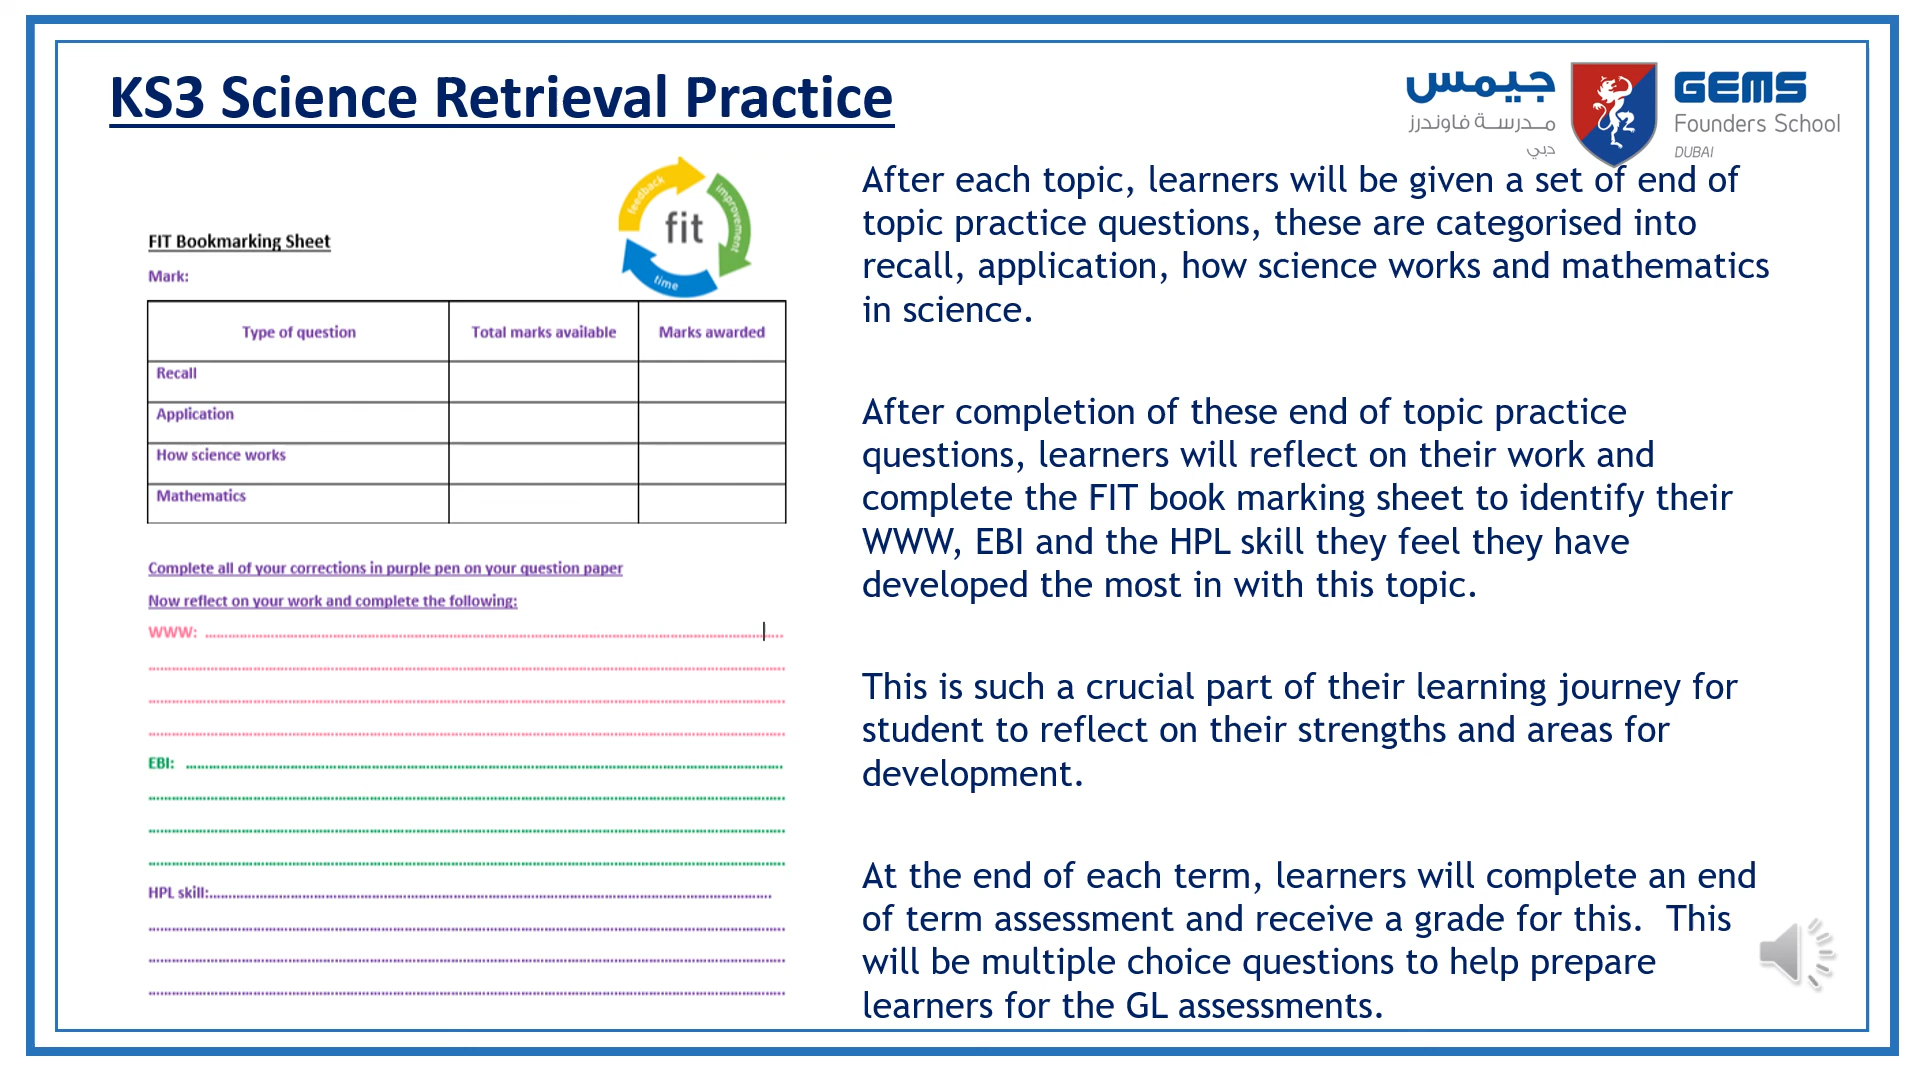 KS3 Science Retrieval Practice
جيمس
مدرسة فاوندرز
دبي
GEMS
Founders School
DUBAI
feedback
improvement
time
fit
FIT Bookmarking Sheet
Mark:
Type of question Total marks available Marks awarded
Recall
Application
How science works
Mathematics
Complete all of your corrections in purple pen on your question paper
Now reflect on your work and complete the following:
WWW:
EBI:
HPL skill:
After each topic, learners will be given a set of end of
topic practice questions, these are categorised into
recall, application, how science works and mathematics
in science.
After completion of these end of topic practice
questions, learners will reflect on their work and
complete the FIT book marking sheet to identify their
WWW, EBI and the HPL skill they feel they have
developed the most in with this topic.
This is such a crucial part of their learning journey for
student to reflect on their strengths and areas for
development.
At the end of each term, learners will complete an end
of term assessment and receive a grade for this.  This
will be multiple choice questions to help prepare
learners for the GL assessments.